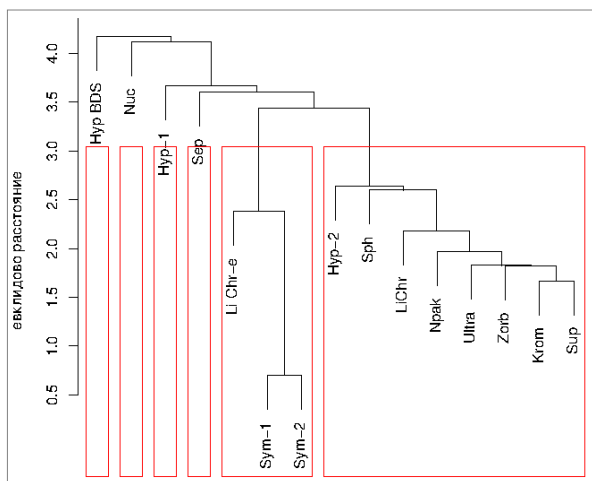 евклидово расстояние
4.0
3.5
3.0
2.5
2.0
1.5
1.0
0.5
Hyp BDS
Nuc
Hyp-1
Sep
Li Chr-e
Sym-1
Sym-2
Hyp-2
Sph
LiChr
Npak
Ultra
Zorb
Krom
Sup